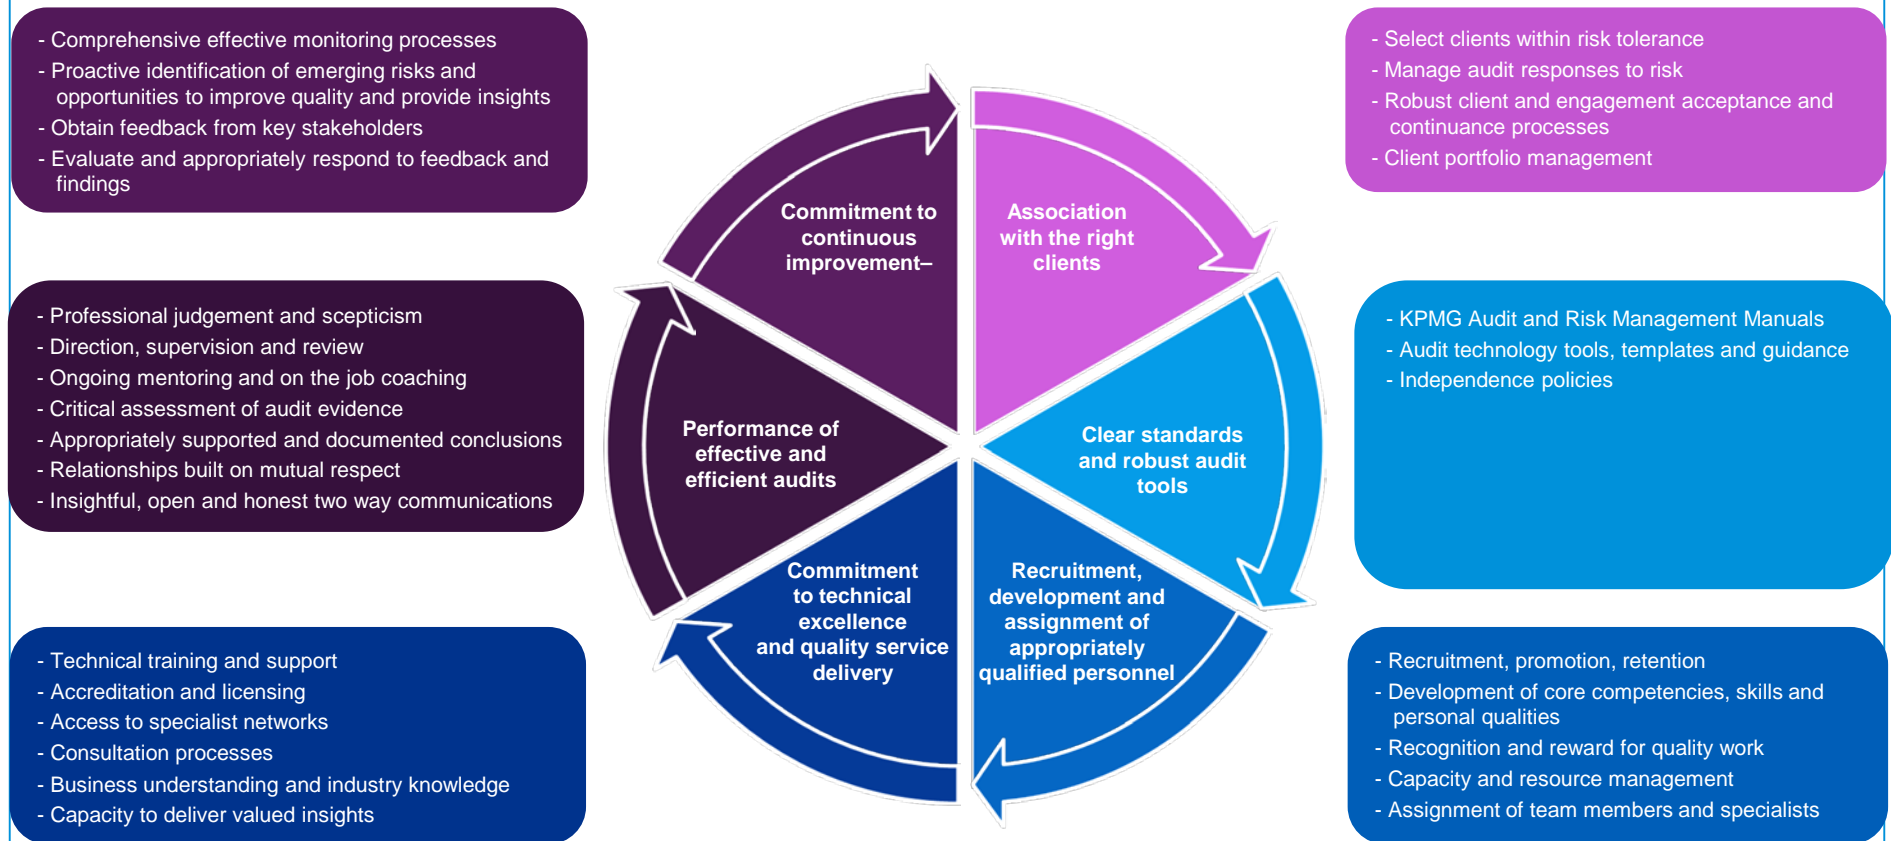 - Comprehensive effective monitoring processes
- Proactive identification of emerging risks and
opportunities to improve quality and provide insights
- Obtain feedback from key stakeholders
- Evaluate and appropriately respond to feedback and
findings
- Select clients within risk tolerance
- Manage audit responses to risk
- Robust client and engagement acceptance and
continuance processes
- Client portfolio management
Commitment to
continuous
improvement–
Association
with the right
clients
- Professional judgement and scepticism
- Direction, supervision and review
- Ongoing mentoring and on the job coaching
- Critical assessment of audit evidence
- Appropriately supported and documented conclusions
- Relationships built on mutual respect
- Insightful, open and honest two way communications
Performance of
effective and
efficient audits
Clear standards
and robust audit
tools
- KPMG Audit and Risk Management Manuals
- Audit technology tools, templates and guidance
- Independence policies
Commitment
to technical
excellence
and quality service
delivery
Recruitment,
development and
assignment of
appropriately
qualified personnel
- Technical training and support
- Accreditation and licensing
- Access to specialist networks
- Consultation processes
- Business understanding and industry knowledge
- Capacity to deliver valued insights
- Recruitment, promotion, retention
- Development of core competencies, skills and
personal qualities
- Recognition and reward for quality work
- Capacity and resource management
- Assignment of team members and specialists